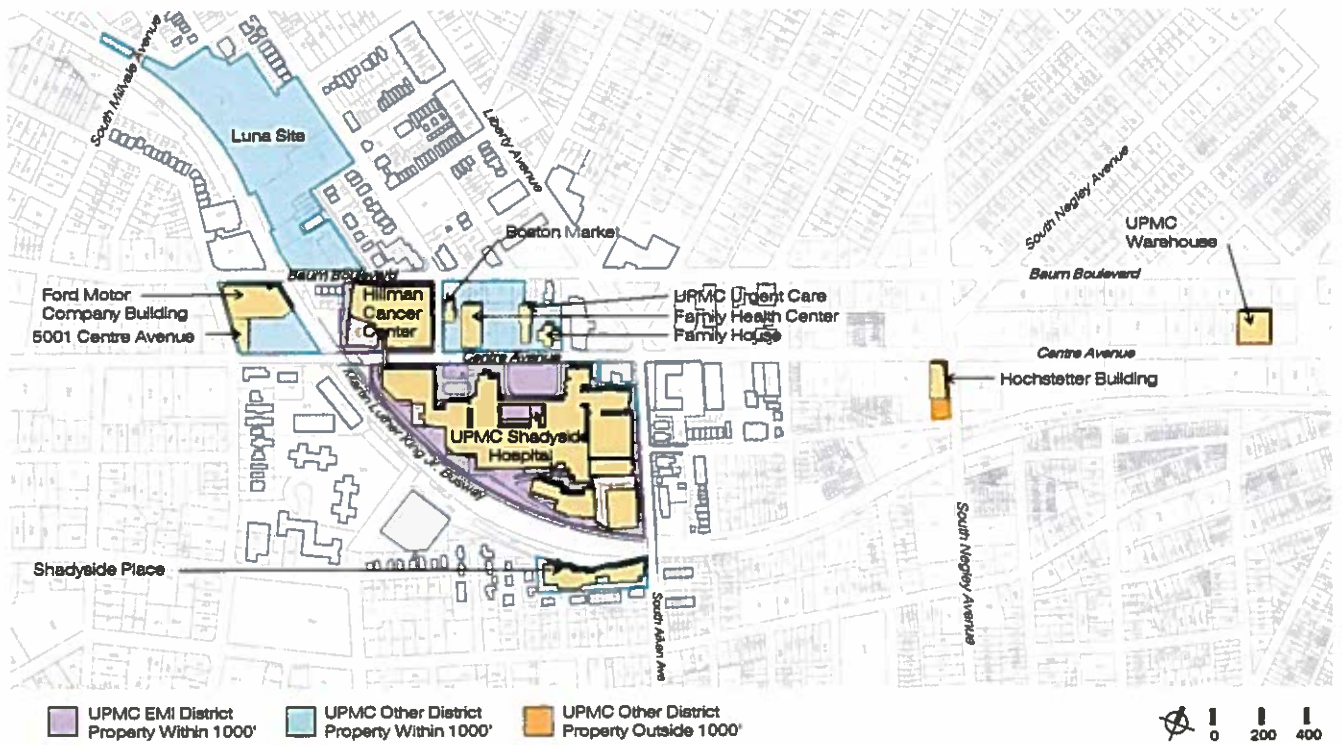 South Millvale Avenue
Luna Site
Liberty Avenue
South Negley Avenue
UPMC
Warehouse
Boston Market
Baum Boulevard
Baum Boulevard
Ford Motor
Company Building
5001 Centre Avenue
Hillman
Cancer
Center
UPMC Urgent Care
Family Health Center
Family House
Centre Avenue
Centre Avenue
Hochstetter Building
Martin Luther King Jr. Busway
UPMC Shadyside
Hospital
Shadyside Place
South Aiken Ave
South Negley Avenue
UPMC EMI District
Property Within 1000'
UPMC Other District
Property Within 1000'
UPMC Other District
Property Outside 1000'
0 200 400